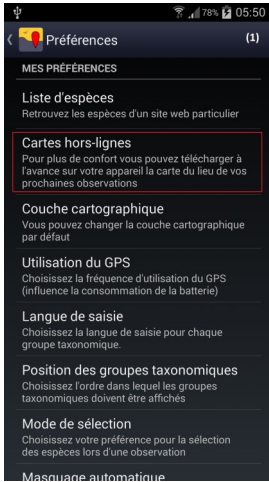 78% 05:50
Préférences (1)
MES PRÉFÉRENCES
Liste d'espèces
Retrouvez les espèces d'un site web particulier
Cartes hors-lignes
Pour plus de confort vous pouvez télécharger à
l'avance sur votre appareil la carte du lieu de vos
prochaines observations
Couche cartographique
Vous pouvez changer la couche cartographique
par défaut
Utilisation du GPS
Choisissez la fréquence d'utilisation du GPS
(influence la consommation de la batterie)
Langue de saisie
Choisissez la langue de saisie pour chaque
groupe taxonomique.
Position des groupes taxonomiques
Choisissez l'ordre dans lequel les groupes
taxonomiques doivent être affichés
Mode de sélection
Choisissez votre préférence pour la sélection
des espèces lors d'une observation
Masquage automatique